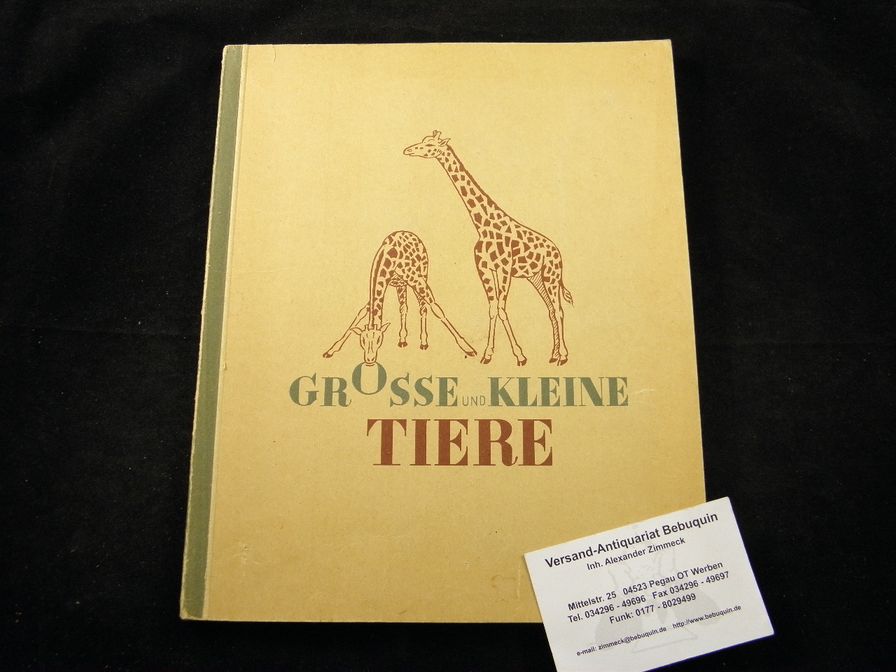 GROSSE UND KLEINE
TIERE
Versand-Antiquariat Bebuquin
Inh. Alexander Zimmeck
Mittelstr. 25 04523 Pegau OT Werben
Tel. 034296 - 49696 Fax 034296 - 49697
Funk: 0177 - 8029499
e-mail: zimmeck@bebuquin.de http://www.bebuquin.de